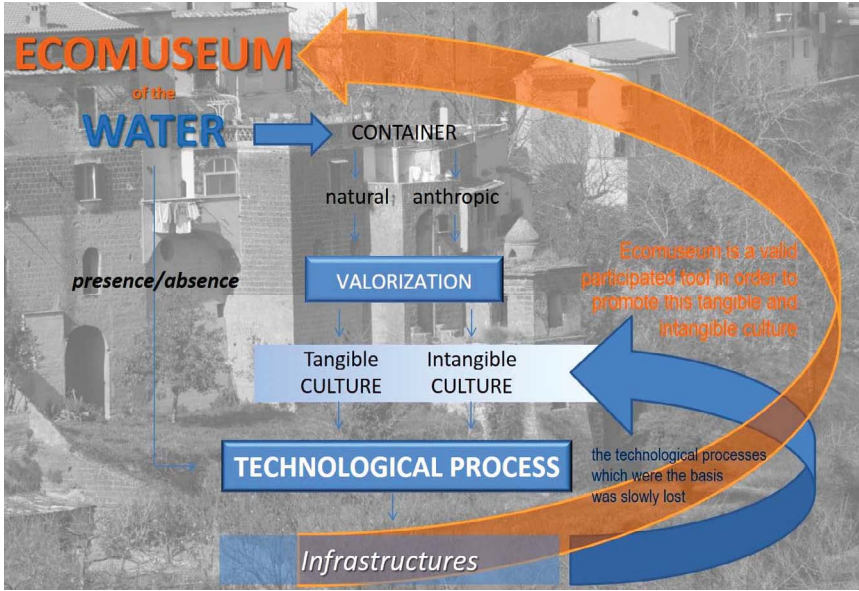 ECOMUSEUM
of the
WATER
CONTAINER
natural anthropic
presence/absence
VALORIZATION
Ecomuseum is a valid
participated tool in order to
promote this tangible and
intangible culture
Tangible Intangible
CULTURE CULTURE
TECHNOLOGICAL PROCESS
the technological processes
which were the basis
was slowly lost
Infrastructures